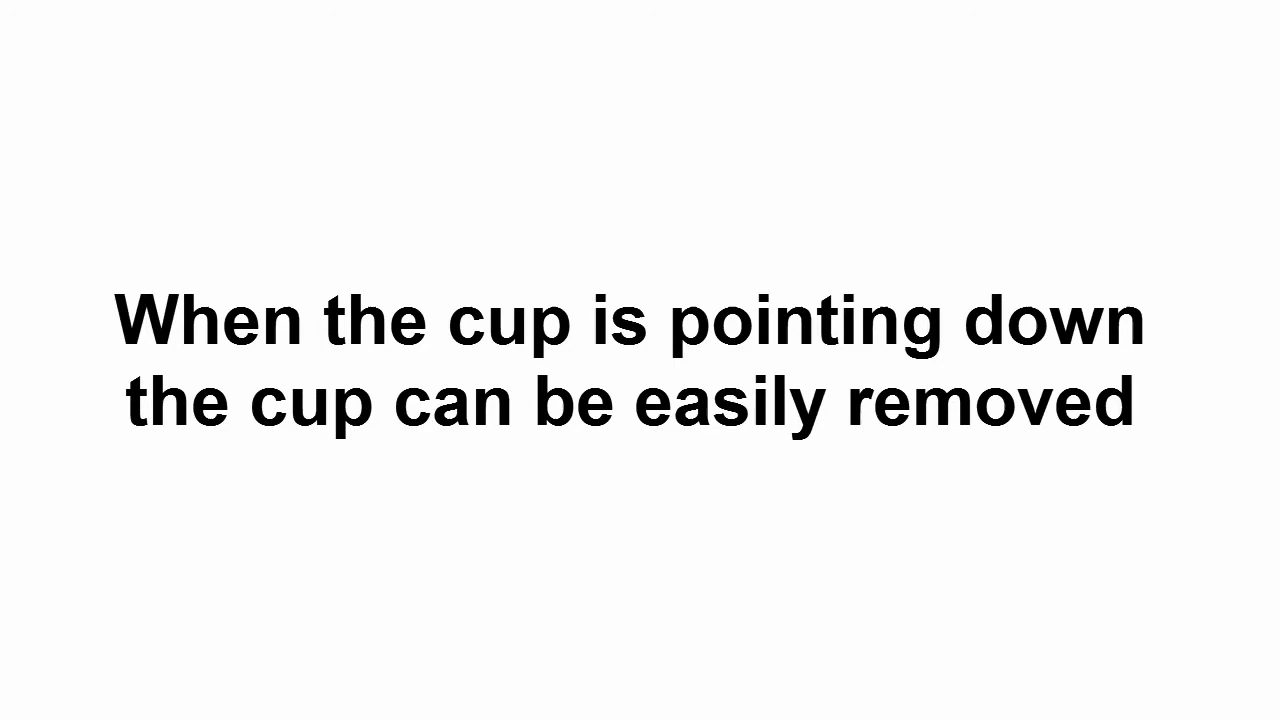 When the cup is pointing down
the cup can be easily removed